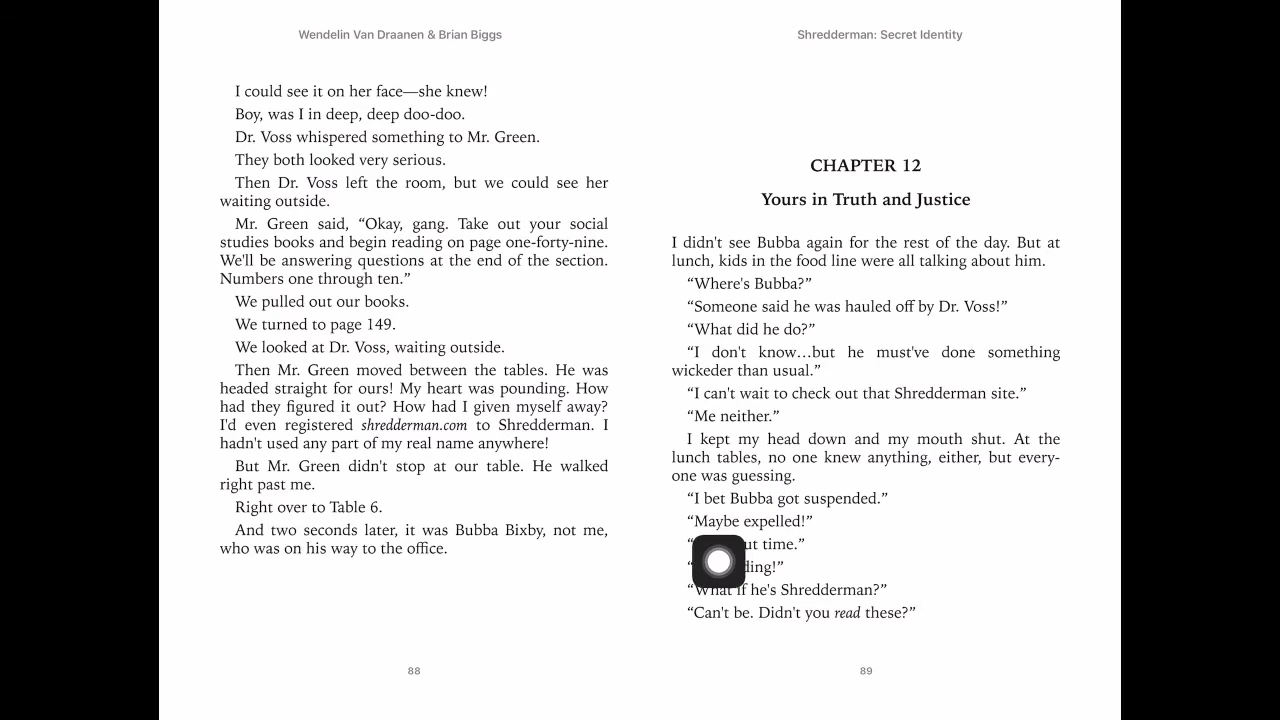 Wendelin Van Draanen & Brian Biggs
I could see it on her face—she knew!
Boy, was I in deep, deep doo-doo.
Dr. Voss whispered something to Mr. Green.
They both looked very serious.
Then Dr. Voss left the room, but we could see her
waiting outside.
Mr. Green said, “Okay, gang. Take out your social
studies books and begin reading on page one-forty-nine.
We'll be answering questions at the end of the section.
Numbers one through ten.”
We pulled out our books.
We turned to page 149.
We looked at Dr. Voss, waiting outside.
Then Mr. Green moved between the tables. He was
headed straight for ours! My heart was pounding. How
had they figured it out? How had I given myself away?
I'd even registered shredderman.com to Shredderman. I
hadn't used any part of my real name anywhere!
But Mr. Green didn't stop at our table. He walked
right past me.
Right over to Table 6.
And two seconds later, it was Bubba Bixby, not me,
who was on his way to the office.
88
Shredderman: Secret Identity
CHAPTER 12
Yours in Truth and Justice
I didn't see Bubba again for the rest of the day. But at
lunch, kids in the food line were all talking about him.
“Where's Bubba?”
“Someone said he was hauled off by Dr. Voss!”
“What did he do?”
“I don't know…but he must've done something
wickeder than usual.”
“I can't wait to check out that Shredderman site.”
“Me neither.”
I kept my head down and my mouth shut. At the
lunch tables, no one knew anything, either, but every-
one was guessing.
“I bet Bubba got suspended.”
“Maybe expelled!”
time.”
“What if he's Shredderman?”
“Can't be. Didn't you read these?”
89